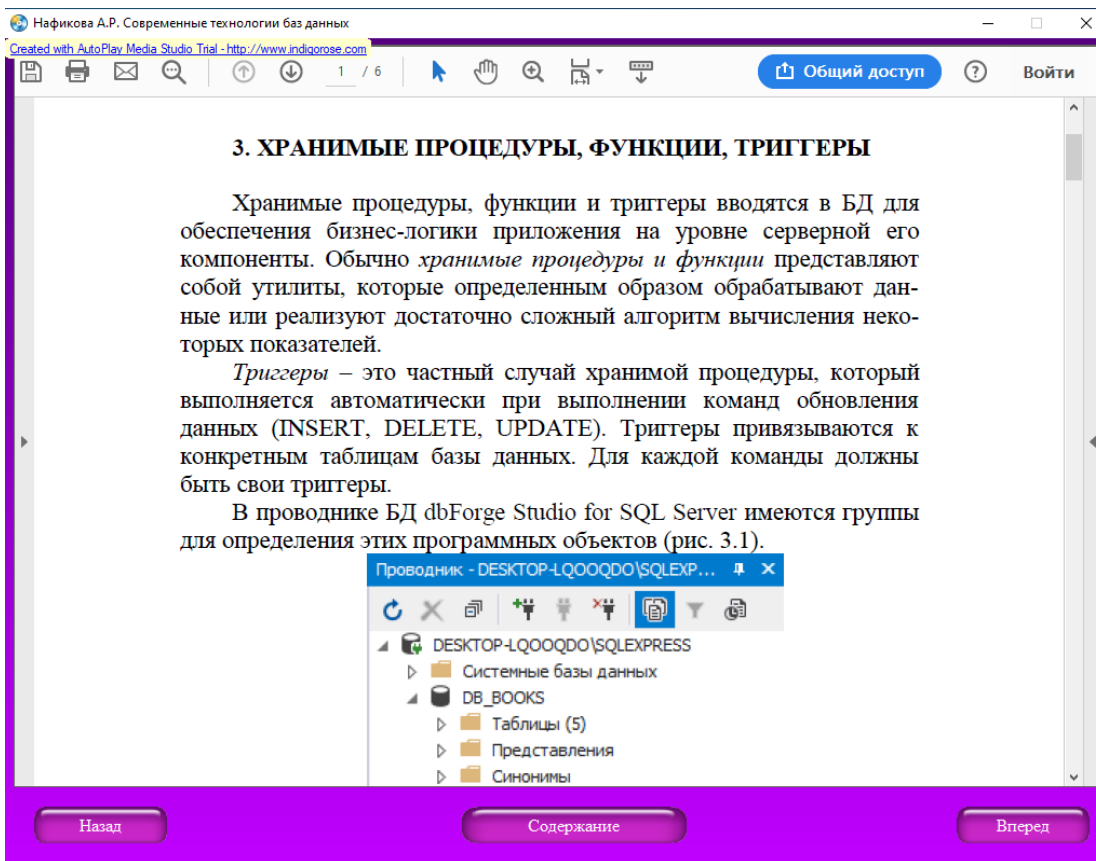 Нафикова А.Р. Современные технологии баз данных
Created with AutoPlay Media Studio Trial - http://www.indigorose.com
1 / 6
Общий доступ
Войти
3. ХРАНИМЫЕ ПРОЦЕДУРЫ, ФУНКЦИИ, ТРИГГЕРЫ
Хранимые процедуры, функции и триггеры вводятся в БД для
обеспечения бизнес-логики приложения на уровне серверной его
компоненты. Обычно хранимые процедуры и функции представляют
собой утилиты, которые определенным образом обрабатывают дан-
ные или реализуют достаточно сложный алгоритм вычисления неко-
торых показателей.
Триггеры – это частный случай хранимой процедуры, который
выполняется автоматически при выполнении команд обновления
данных (INSERT, DELETE, UPDATE). Триггеры привязываются к
конкретным таблицам базы данных. Для каждой команды должны
быть свои триггеры.
В проводнике БД dbForge Studio for SQL Server имеются группы
для определения этих программных объектов (рис. 3.1).
Проводник - DESKTOP-LQOOQDO\SQLEXP...
DESKTOP-LQOOQDO\SQLEXPRESS
Системные базы данных
DB_BOOKS
Таблицы (5)
Представления
Синонимы
Назад
Содержание
Вперед